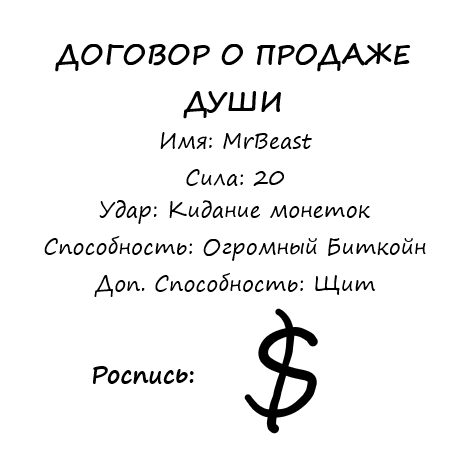 ДОГОВОР О ПРОДАЖЕ
ДУШИ
Имя: MrBeast
Сила: 20
Удар: Кидание монеток
Способность: Огромный Биткойн
Доп. Способность: Щит
Роспись: $